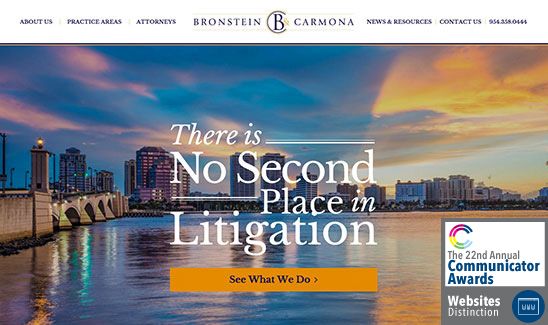 ABOUT US | PRACTICE AREAS | ATTORNEYS BRONSTEIN CB CARMONA NEWS & RESOURCES | CONTACT US | 954.358.0444
There is
No Second
Place in
Litigation
See What We Do >
The 22nd Annual
Communicator
Awards
Websites
Distinction